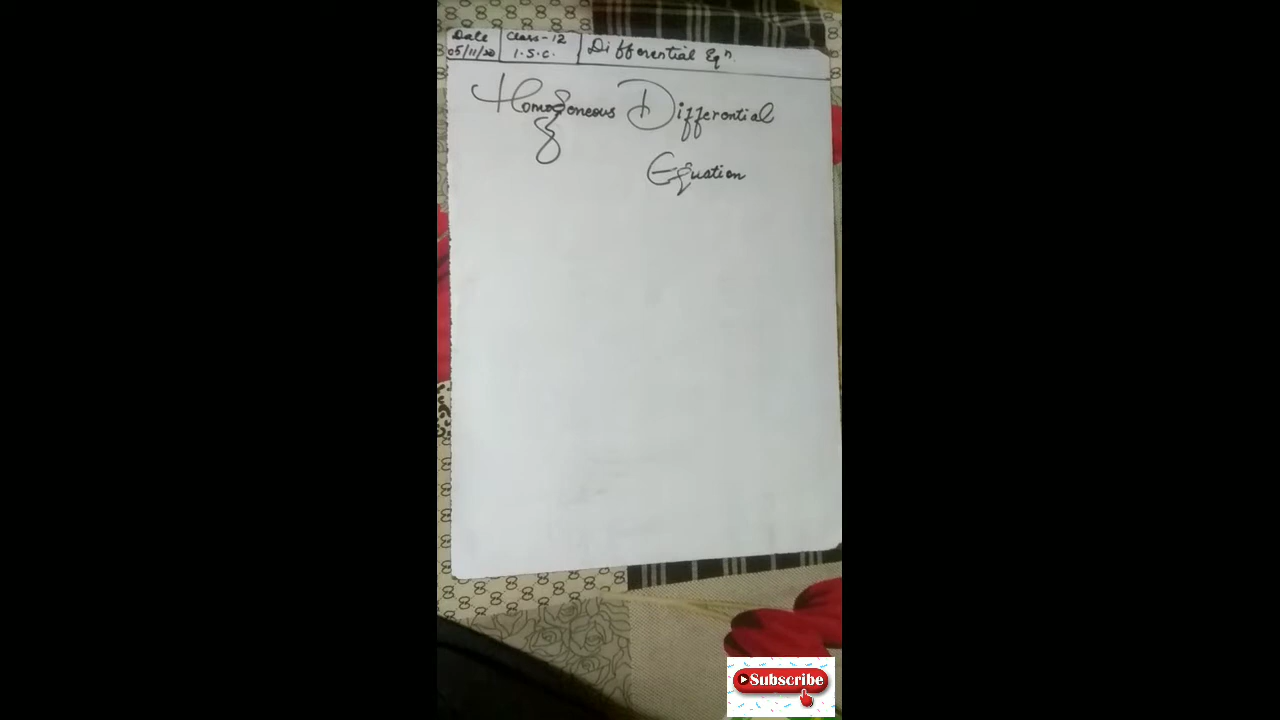 Date
05/11/20
Class-12
I.S.C.
Differential Eqⁿ.
Homogeneous Differential
Equation
Subscribe